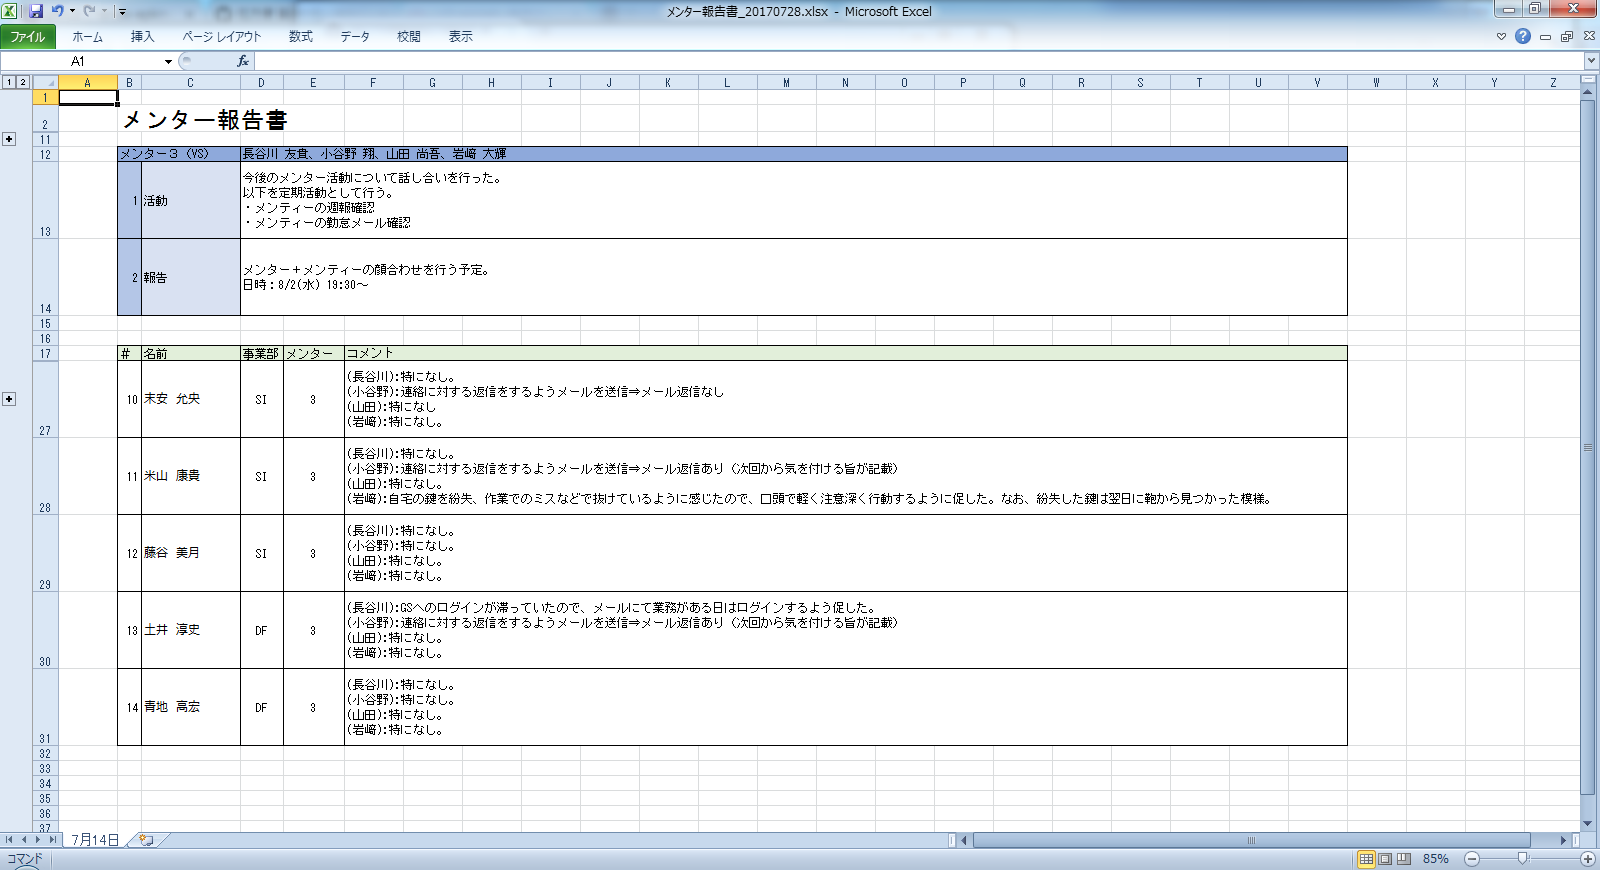 メンター報告書_20170728.xlsx - Microsoft Excel
ファイル ホーム 挿入 ページ レイアウト 数式 データ 校閲 表示
A1 fx
1 2
A B C D E F G H I J K L M N O P Q R S T U V W X Y Z
1
2 メンター報告書
11
12 メンター３（VS） 長谷川 友貴、小谷野 翔、山田 尚吾、岩﨑 大輝
今後のメンター活動について話し合いを行った。
以下を定期活動として行う。
1 活動
・メンティーの週報確認
・メンティーの勤怠メール確認
13
メンター＋メンティーの顔合わせを行う予定。
2 報告
日時：8/2(水) 19:30～
14
15
16
17 # 名前 事業部 メンター コメント
(長谷川):特になし。
(小谷野):連絡に対する返信をするようメールを送信⇒メール返信なし
10 末安 允央 SI 3
(山田):特になし
(岩﨑):特になし。
27
(長谷川):特になし。
(小谷野):連絡に対する返信をするようメールを送信⇒メール返信あり（次回から気を付ける旨が記載）
11 米山 康貴 SI 3
(山田):特になし。
(岩﨑):自宅の鍵を紛失、作業でのミスなどで抜けているように感じたので、口頭で軽く注意深く行動するように促した。なお、紛失した鍵は翌日に鞄から見つかった模様。
28
(長谷川):特になし。
(小谷野):特になし。
12 藤谷 美月 SI 3
(山田):特になし。
(岩﨑):特になし。
29
(長谷川):GSへのログインが滞っていたので、メールにて業務がある日はログインするよう促した。
(小谷野):連絡に対する返信をするようメールを送信⇒メール返信あり（次回から気を付ける旨が記載）
13 土井 淳史 DF 3
(山田):特になし。
(岩﨑):特になし。
30
(長谷川):特になし。
(小谷野):特になし。
14 青地 高宏 DF 3
(山田):特になし。
(岩﨑):特になし。
31
32
33
34
35
36
37
7月14日
コマンド 85%